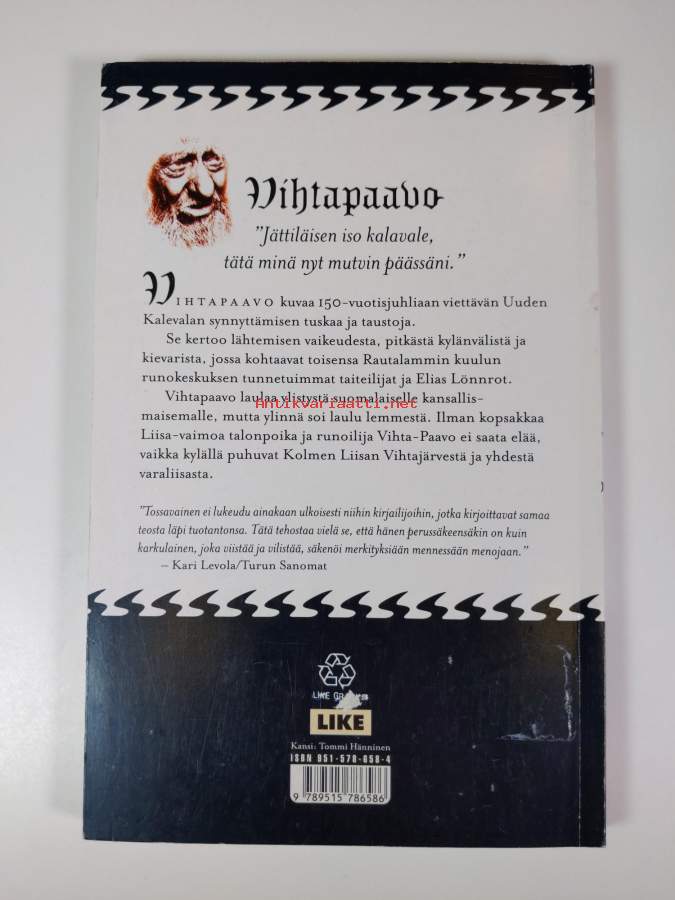 Vihtapaavo
"Jättiläisen iso kalavale,
tätä minä nyt mutvin päässäni."
VIHTAPAAVO kuvaa 150-vuotisjuhliaan viettävän Uuden
Kalevalan synnyttämisen tuskaa ja taustoja.
Se kertoo lähtemisen vaikeudesta, pitkästä kylänvälistä ja
kievarista, jossa kohtaavat toisensa Rautalammin kuulun
runokeskuksen tunnetuimmat taiteilijat ja Elias Lönnrot.
Vihtapaavo laulaa ylistystä suomalaiselle kansallis-
Antikvariaatti.net
maisemalle, mutta ylinnä soi laulu lemmestä. Ilman kopsakkaa
Liisa-vaimoa talonpoika ja runoilija Vihta-Paavo ei saata elää,
vaikka kylällä puhuvat Kolmen Liisan Vihtajärvestä ja yhdestä
varaliisasta.
"Tossavainen ei lukeudu ainakaan ulkoisesti niihin kirjailijoihin, jotka kirjoittavat samaa
teosta läpi tuotantonsa. Tätä tehostaa vielä se, että hänen perussäkeensäkin on kuin
karkulainen, joka viistää ja vilistää, säkenöi merkityksiään mennessään menojaan."
– Kari Levola/Turun Sanomat
LIKE
LIKE
Kansi: Tommi Hänninen
ISBN 951-578-658-4
9 789515 786586